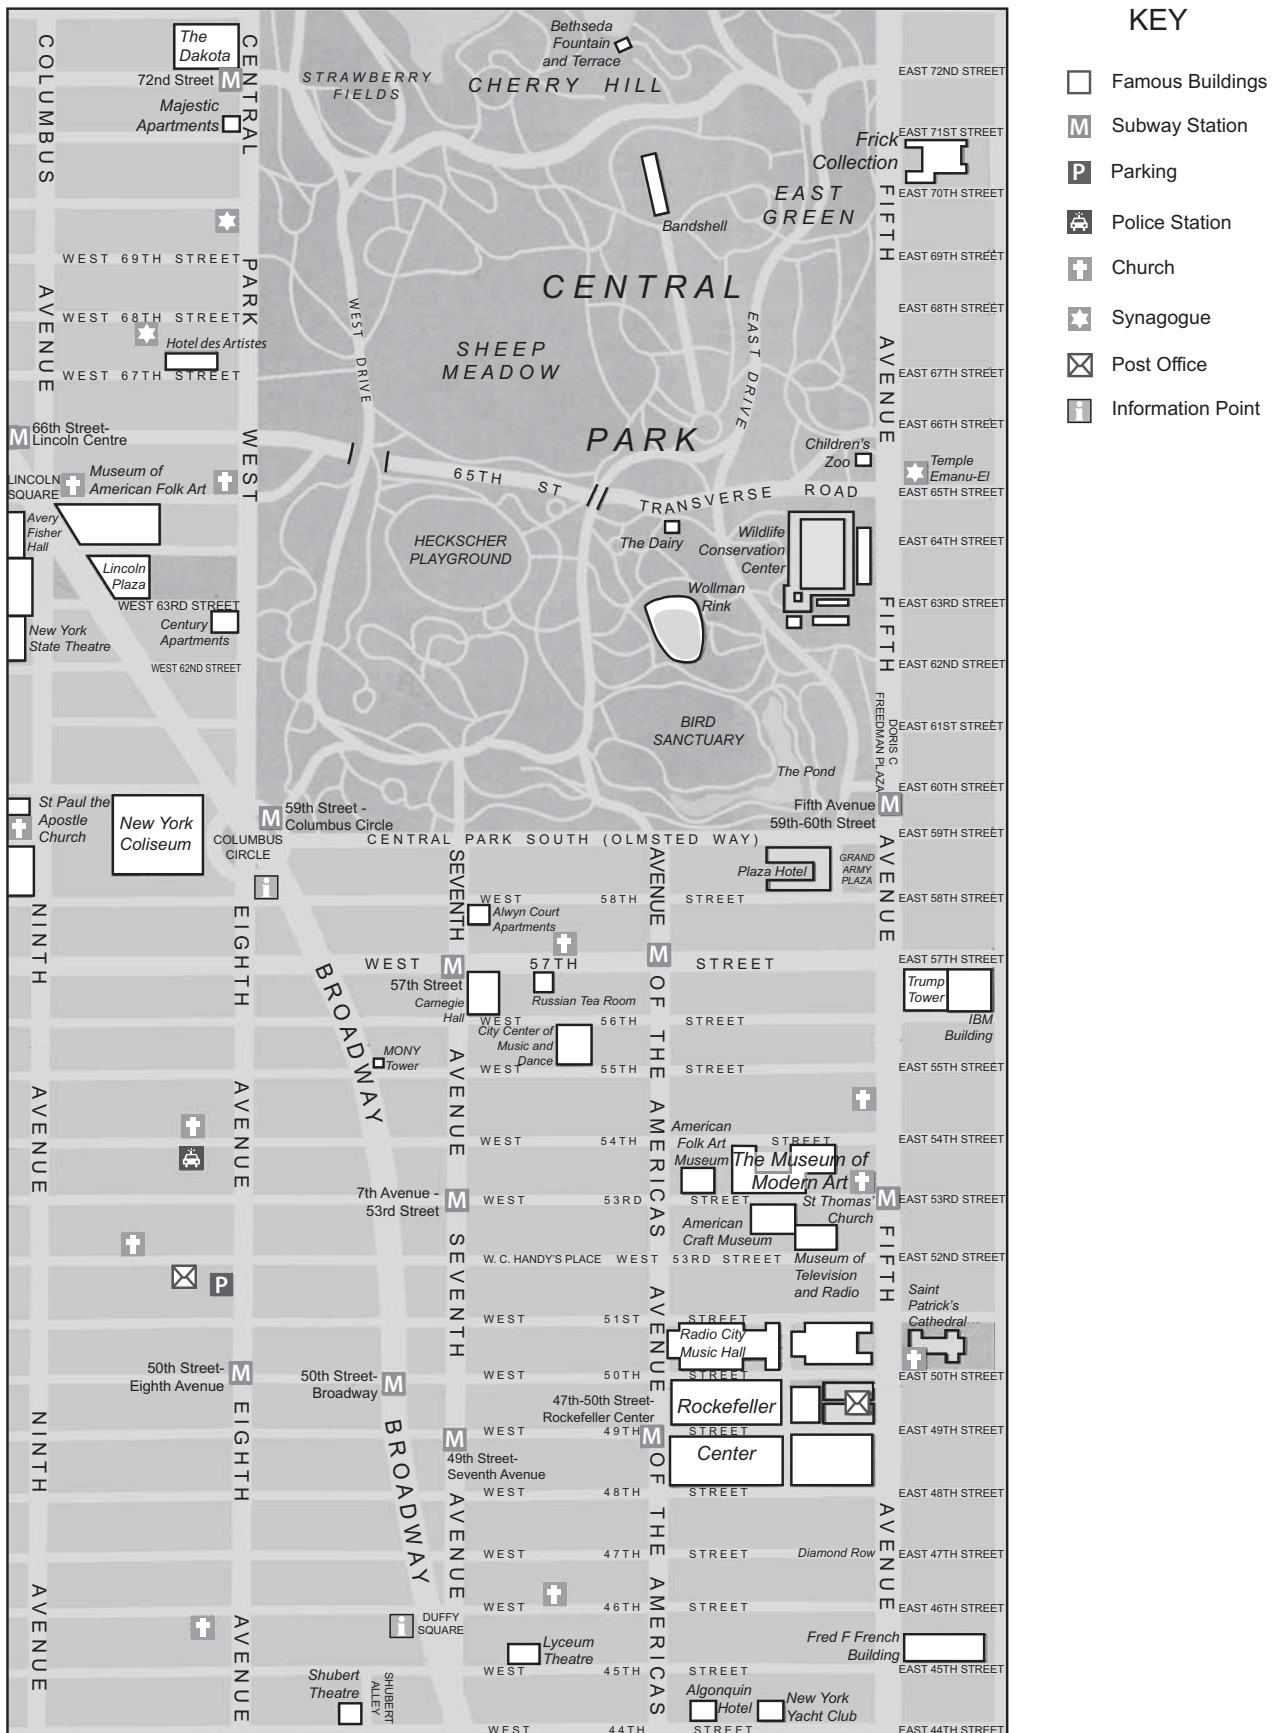 KEY
Famous Buildings
M
Subway Station
P
Parking
Police Station
Church
Synagogue
Post Office
i
Information Point
The
Dakota
72nd Street
M
Majestic
Apartments
COLUMBUS
AVENUE
CENTRAL
PARK
WEST
STRAWBERRY
FIELDS
Bethseda
Fountain
and Terrace
CHERRY HILL
EAST 72ND STREET
EAST 71ST STREET
Frick
Collection
EAST 70TH STREET
EAST
GREEN
Bandshell
FIFTH
AVENUE
WEST 69TH STREET
EAST 69TH STREET
CENTRAL
PARK
WEST 68TH STREET
EAST 68TH STREET
Hotel des Artistes
WEST DRIVE
EAST DRIVE
SHEEP
MEADOW
WEST 67TH STREET
EAST 67TH STREET
M
66th Street-
Lincoln Centre
EAST 66TH STREET
Children's
Zoo
Temple
Emanu-El
LINCOLN
SQUARE
Museum of
American Folk Art
65TH ST
TRANSVERSE ROAD
EAST 65TH STREET
Avery
Fisher
Hall
HECKSCHER
PLAYGROUND
The Dairy
Wildlife
Conservation
Center
EAST 64TH STREET
Lincoln
Plaza
Wollman
Rink
WEST 63RD STREET
EAST 63RD STREET
Century
Apartments
New York
State Theatre
FIFTH
WEST 62ND STREET
EAST 62ND STREET
DORIS C
FREEDMAN PLAZA
BIRD
SANCTUARY
EAST 61ST STREET
The Pond
EAST 60TH STREET
St Paul the
Apostle
Church
New York
Coliseum
M
59th Street -
Columbus Circle
COLUMBUS
CIRCLE
Fifth Avenue
59th-60th Street
M
EAST 59TH STREET
CENTRAL PARK SOUTH (OLMSTED WAY)
Plaza Hotel
GRAND
ARMY
PLAZA
AVENUE
i
SEVENTH
AVENUE
WEST 58TH STREET
EAST 58TH STREET
Alwyn Court
Apartments
NINTH
EIGHTH
BROADWAY
M
M
WEST 57TH STREET
EAST 57TH STREET
57th Street
Carnegie
Hall
Russian Tea Room
Trump
Tower
IBM
Building
OF THE AMERICAS
WEST 56TH STREET
City Center of
Music and
Dance
MONY
Tower
WEST 55TH STREET
EAST 55TH STREET
AVENUE
AVENUE
AVENUE
American
Folk Art
Museum
WEST 54TH STREET
EAST 54TH STREET
The Museum of
Modern Art
7th Avenue -
53rd Street
M
WEST 53RD STREET
St Thomas'
Church
M
EAST 53RD STREET
American
Craft Museum
SEVENTH
FIFTH
W. C. HANDY'S PLACE WEST 53RD STREET
EAST 52ND STREET
Museum of
Television
and Radio
P
Saint
Patrick's
Cathedral
AVENUE
WEST 51ST STREET
Radio City
Music Hall
50th Street-
Eighth Avenue
M
50th Street-
Broadway
M
WEST 50TH STREET
EAST 50TH STREET
47th-50th Street-
Rockefeller Center
Rockefeller
Center
M
WEST 49TH STREET
M
EAST 49TH STREET
49th Street-
Seventh Avenue
NINTH
EIGHTH
BROADWAY
OF THE AMERICAS
WEST 48TH STREET
EAST 48TH STREET
AVENUE
AVENUE
WEST 47TH STREET
Diamond Row
EAST 47TH STREET
WEST 46TH STREET
EAST 46TH STREET
i
DUFFY
SQUARE
AVENUE
AVENUE
Lyceum
Theatre
Fred F French
Building
WEST 45TH STREET
EAST 45TH STREET
Shubert
Theatre
SHUBERT
ALLEY
Algonquin
Hotel
New York
Yacht Club
WEST 44TH STREET
EAST 44TH STREET